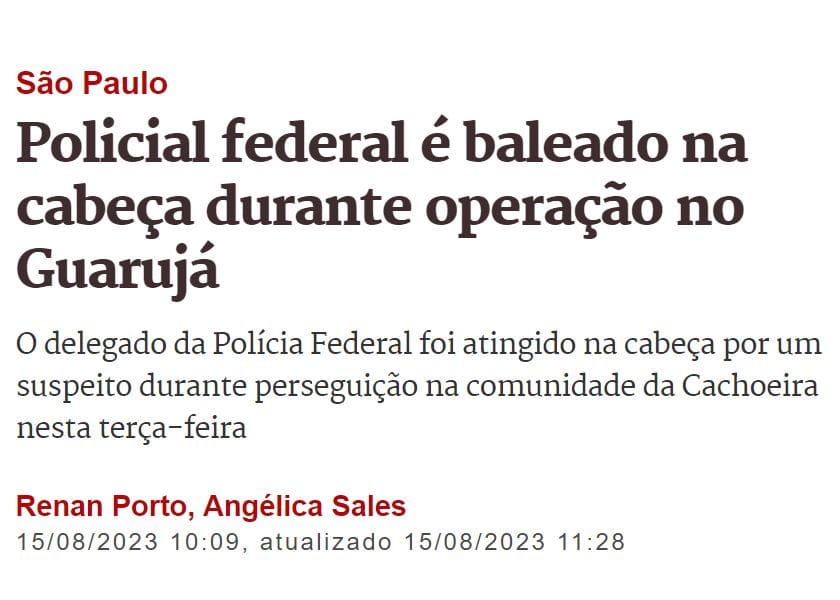 São Paulo
Policial federal é baleado na
cabeça durante operação no
Guarujá
O delegado da Polícia Federal foi atingido na cabeça por um
suspeito durante perseguição na comunidade da Cachoeira
nesta terça-feira
Renan Porto, Angélica Sales
15/08/2023 10:09, atualizado 15/08/2023 11:28